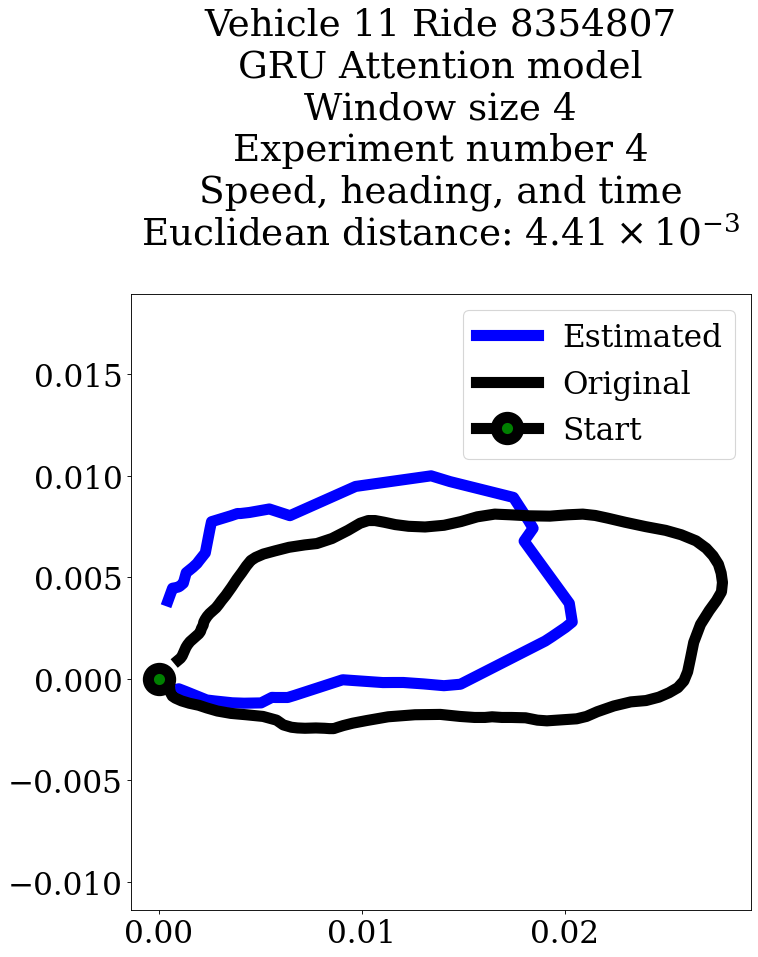 Vehicle 11 Ride 8354807
GRU Attention model
Window size 4
Experiment number 4
Speed, heading, and time
Euclidean distance: 4.41 × 10⁻³
Estimated
Original
Start
0.015
0.010
0.005
0.000
−0.005
−0.010
0.00 0.01 0.02